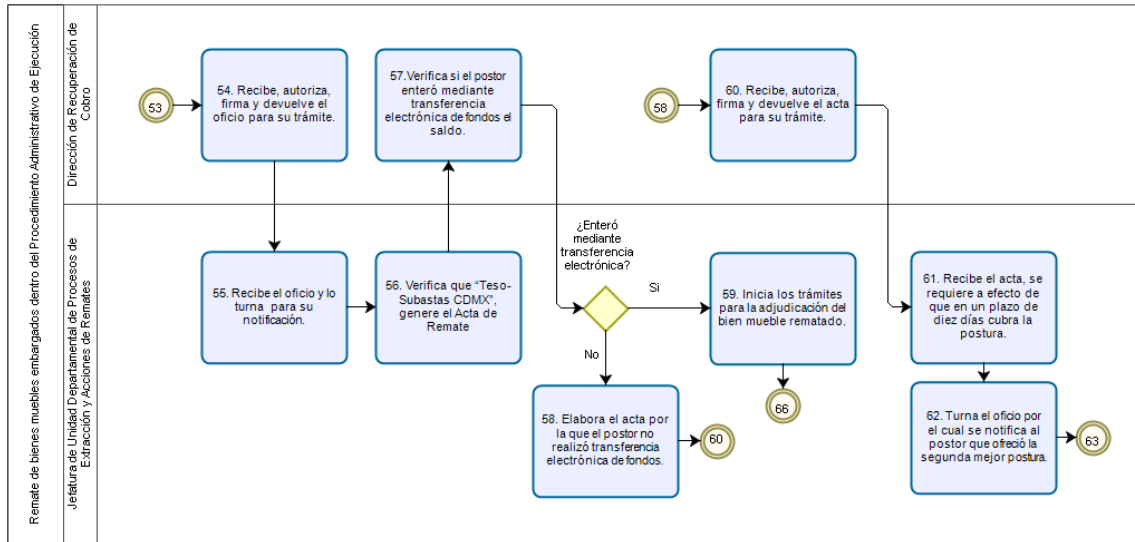 Remate de bienes muebles embargados dentro del Procedimiento Administrativo de Ejecución
Dirección de Recuperación de
Cobro
53
54. Recibe, autoriza,
firma y devuelve el
oficio para su trámite.
57.Verifica si el postor
enteró mediante
transferencia
electrónica de fondos el
saldo.
58
60. Recibe, autoriza,
firma y devuelve el acta
para su trámite.
Jefatura de Unidad Departamental de Procesos de
Extracción y Acciones de Remates
55. Recibe el oficio y lo
turna para su
notificación.
56. Verifica que “Teso-
Subastas CDMX”,
genere el Acta de
Remate
¿Enteró
mediante
transferencia
electrónica?
Si
No
59. Inicia los trámites
para la adjudicación del
bien mueble rematado.
66
58. Elabora el acta por
la que el postor no
realizó transferencia
electrónica de fondos.
60
61. Recibe el acta, se
requiere a efecto de
que en un plazo de
diez días cubra la
postura.
62. Turna el oficio por
el cual se notifica al
postor que ofreció la
segunda mejor postura.
63